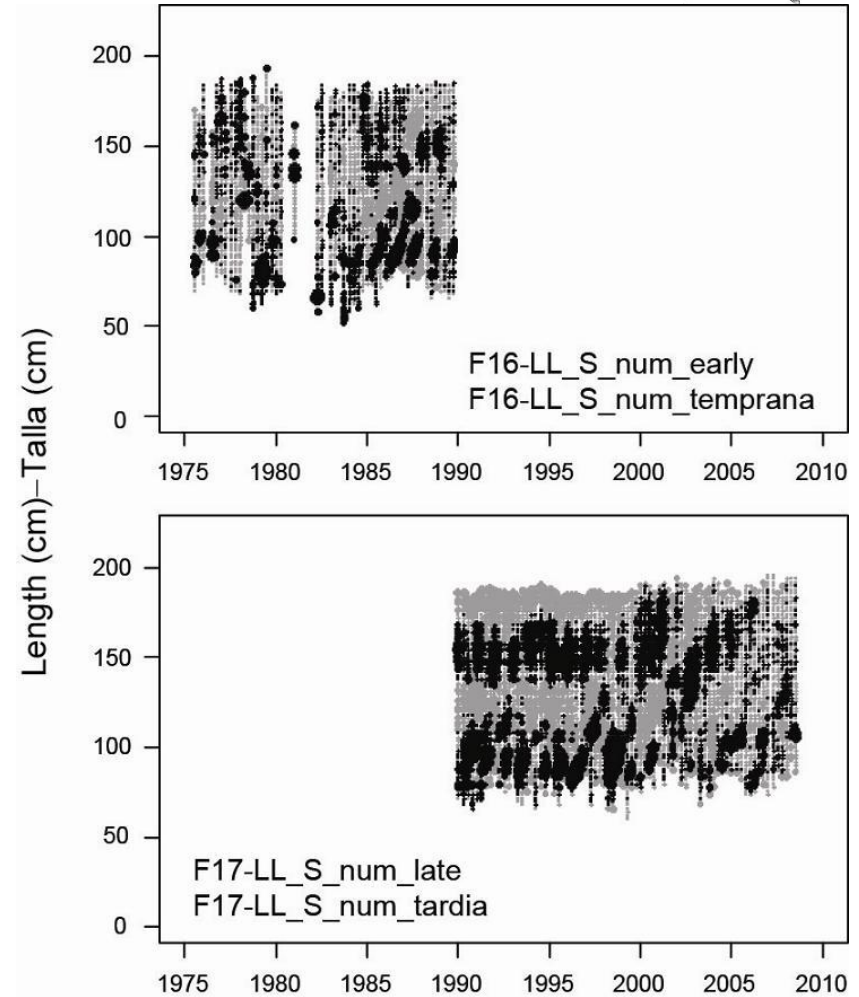 200
150
100
50
0
F16-LL_S_num_early
F16-LL_S_num_temprana
1975 1980 1985 1990 1995 2000 2005 2010
Length (cm)–Talla (cm)
200
150
100
50
0
F17-LL_S_num_late
F17-LL_S_num_tardia
1975 1980 1985 1990 1995 2000 2005 2010